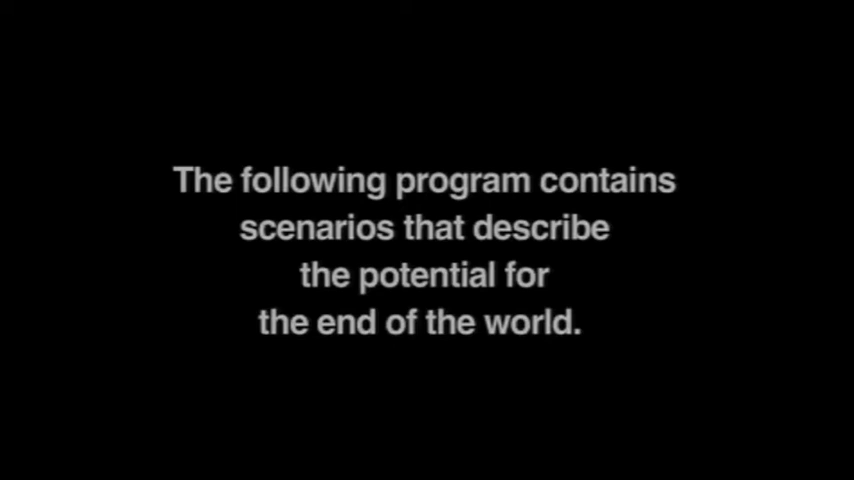 The following program contains
scenarios that describe
the potential for
the end of the world.